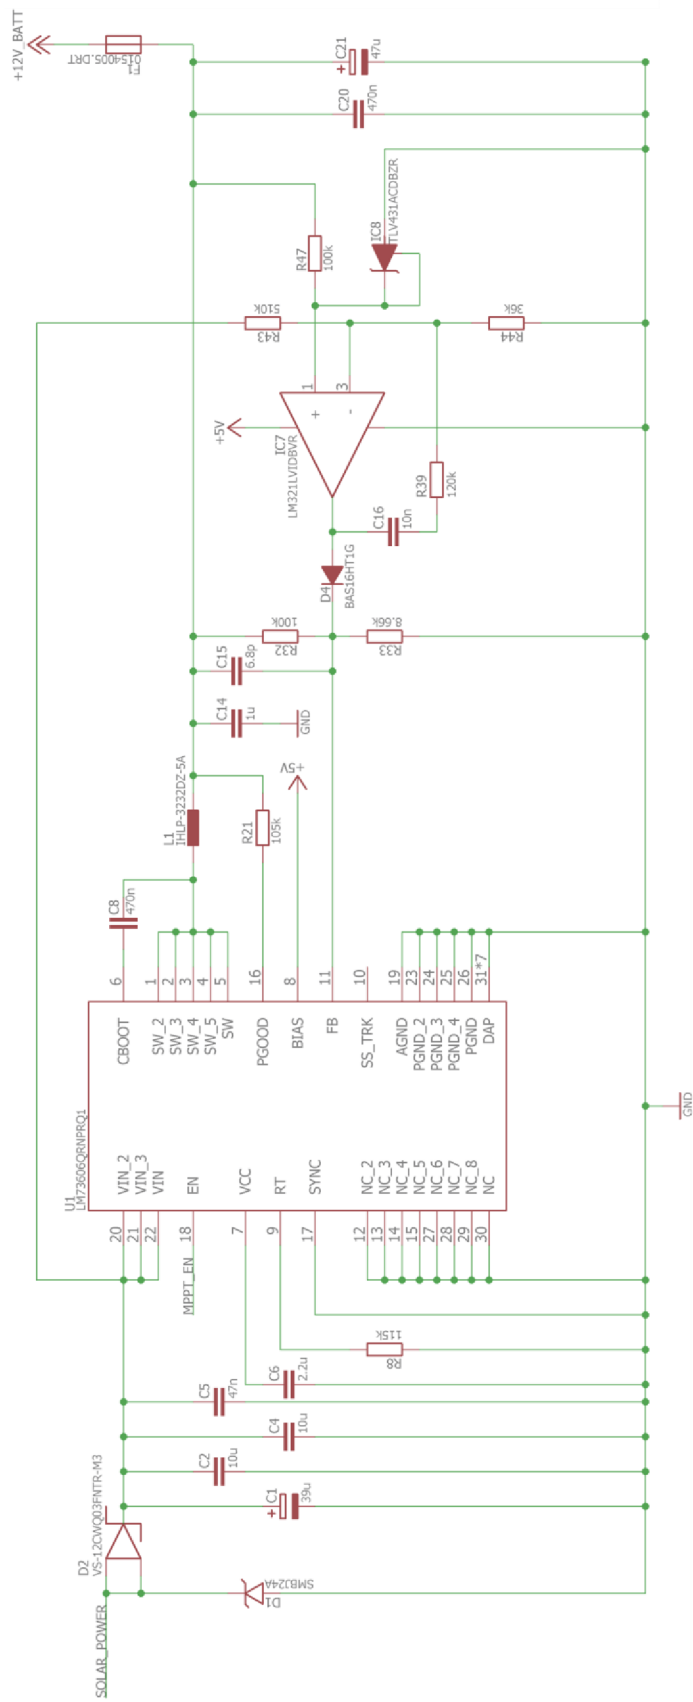 +12V_BATT
F1
0154005.DRT
C21
47u
+
C20
470n
IC8
TLV431ACDBZR
R47
100k
510k
R43
36k
R44
1
3
+
-
+5V
IC7
LM321LVIDBVR
R39
120k
C16
10n
D4
BAS16HT1G
100k
R32
8.66k
R33
C15
6.8p
C14
1u
GND
+5V
L1
IHLP-3232DZ-5A
R21
105k
C8
470n
6
1
2
3
4
5
16
8
11
10
19
23
24
25
26
31*7
CBOOT
SW_2
SW_3
SW_4
SW_5
SW
PGOOD
BIAS
FB
SS_TRK
AGND
PGND_2
PGND_3
PGND_4
PGND
DAP
GND
U1
LM73606QRNPRQ1
VIN_2
VIN_3
VIN
EN
VCC
RT
SYNC
NC_2
NC_3
NC_4
NC_5
NC_6
NC_7
NC_8
NC
20
21
22
18
7
9
17
12
13
14
15
27
28
29
30
MPPT_EN
115k
R8
C6
2.2u
C5
47n
C4
10u
C2
10u
C1
39u
+
D2
VS-12CWQ03FNTR-M3
SMBJ24A
D1
SOLAR_POWER